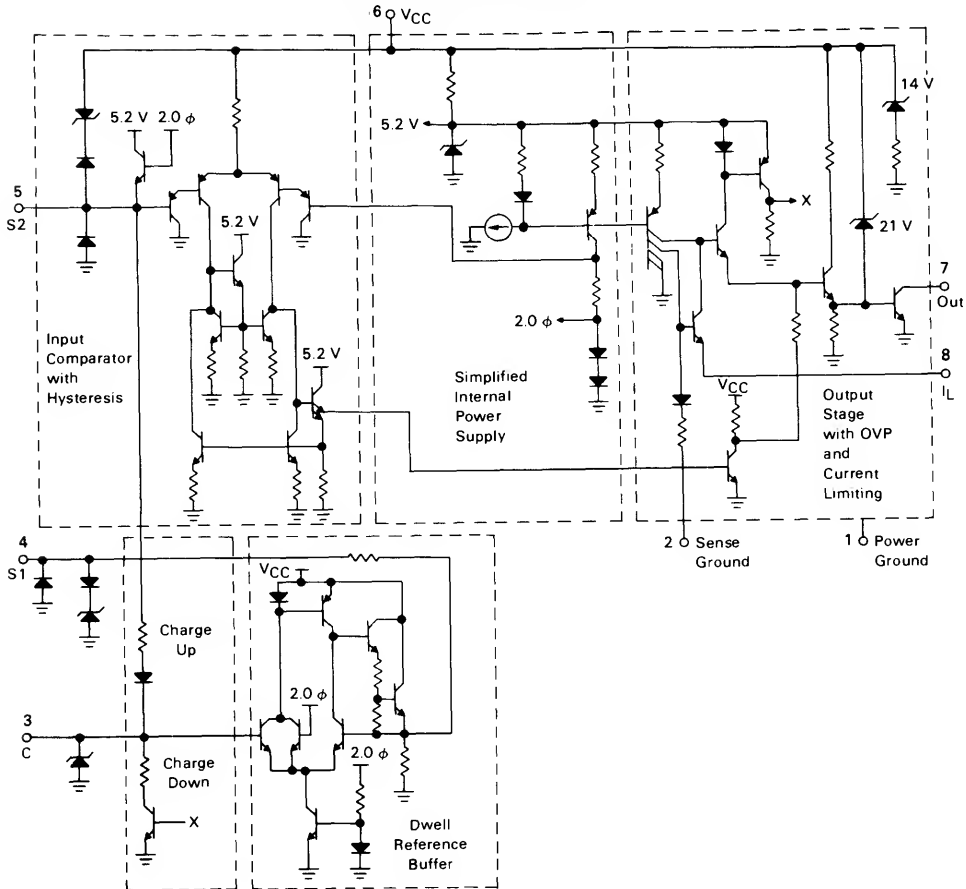 6 VCC
14 V
5.2 V 2.0 ϕ
5.2 V
5
S2
X
5.2 V
21 V
7
Out
2.0 ϕ
Input
Comparator
with
Hysteresis
5.2 V
8
IL
Simplified
Internal
Power
Supply
VCC
Output
Stage
with OVP
and
Current
Limiting
4
S1
2 Sense
Ground
1 Power
Ground
VCC
Charge
Up
2.0 ϕ
3
C
2.0 ϕ
Charge
Down
X
Dwell
Reference
Buffer